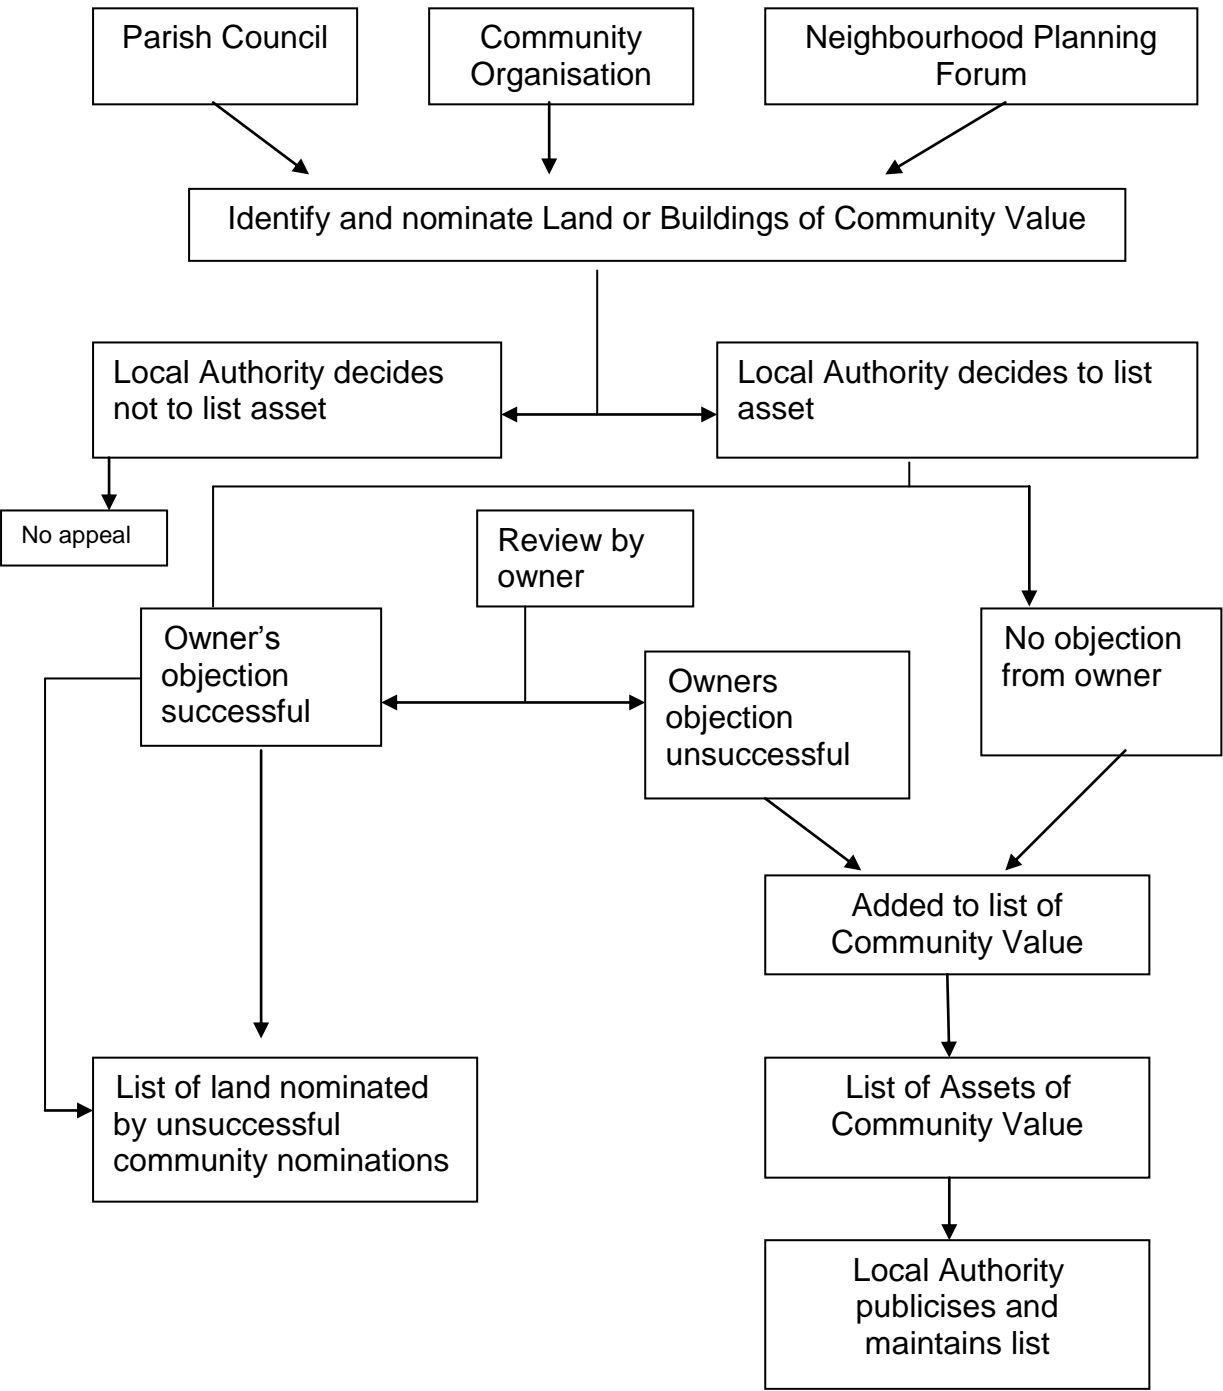 Parish Council
Community
Organisation
Neighbourhood Planning
Forum
Identify and nominate Land or Buildings of Community Value
Local Authority decides
not to list asset
Local Authority decides to list
asset
No appeal
Review by
owner
Owner’s
objection
successful
Owners
objection
unsuccessful
No objection
from owner
Added to list of
Community Value
List of land nominated
by unsuccessful
community nominations
List of Assets of
Community Value
Local Authority
publicises and
maintains list